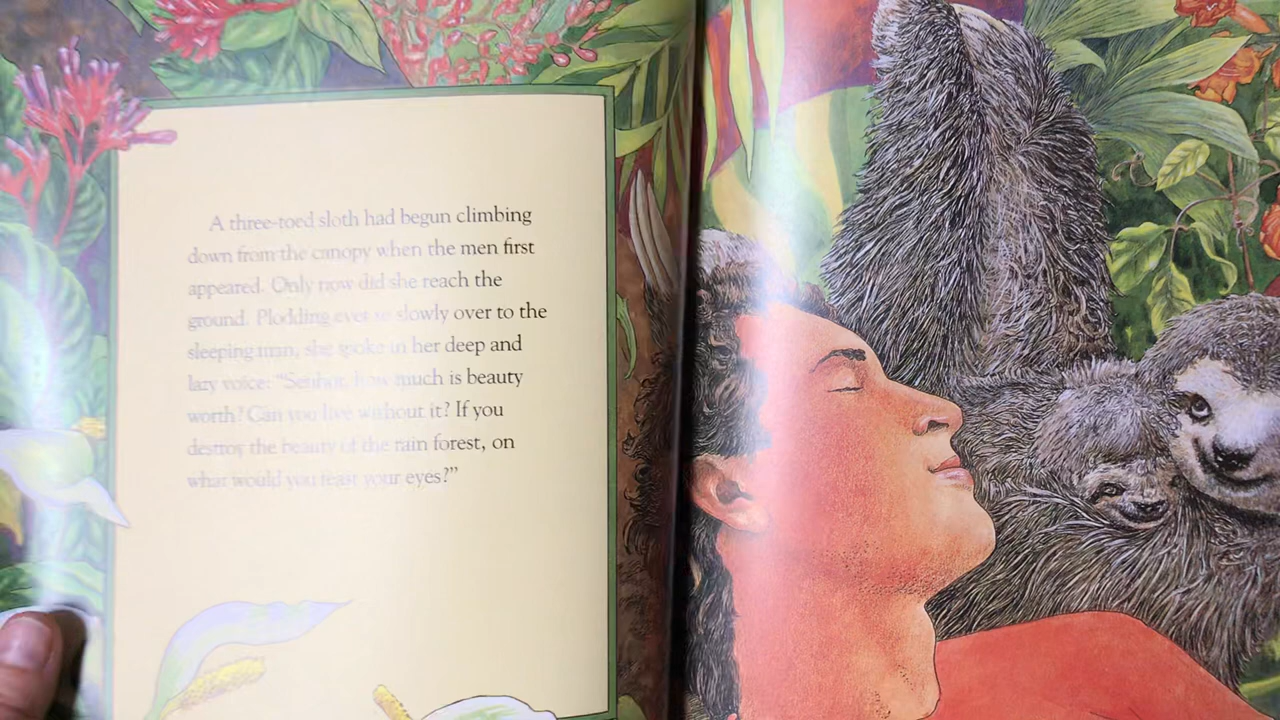 A three-toed sloth had begun climbing
down from the canopy when the men first
appeared. Only now did she reach the
ground. Plodding ever so slowly over to the
sleeping man, she spoke in her deep and
lazy voice: "Senhor, how much is beauty
worth? Can you live without it? If you
destroy the beauty of the rain forest, on
what would you feast your eyes?"